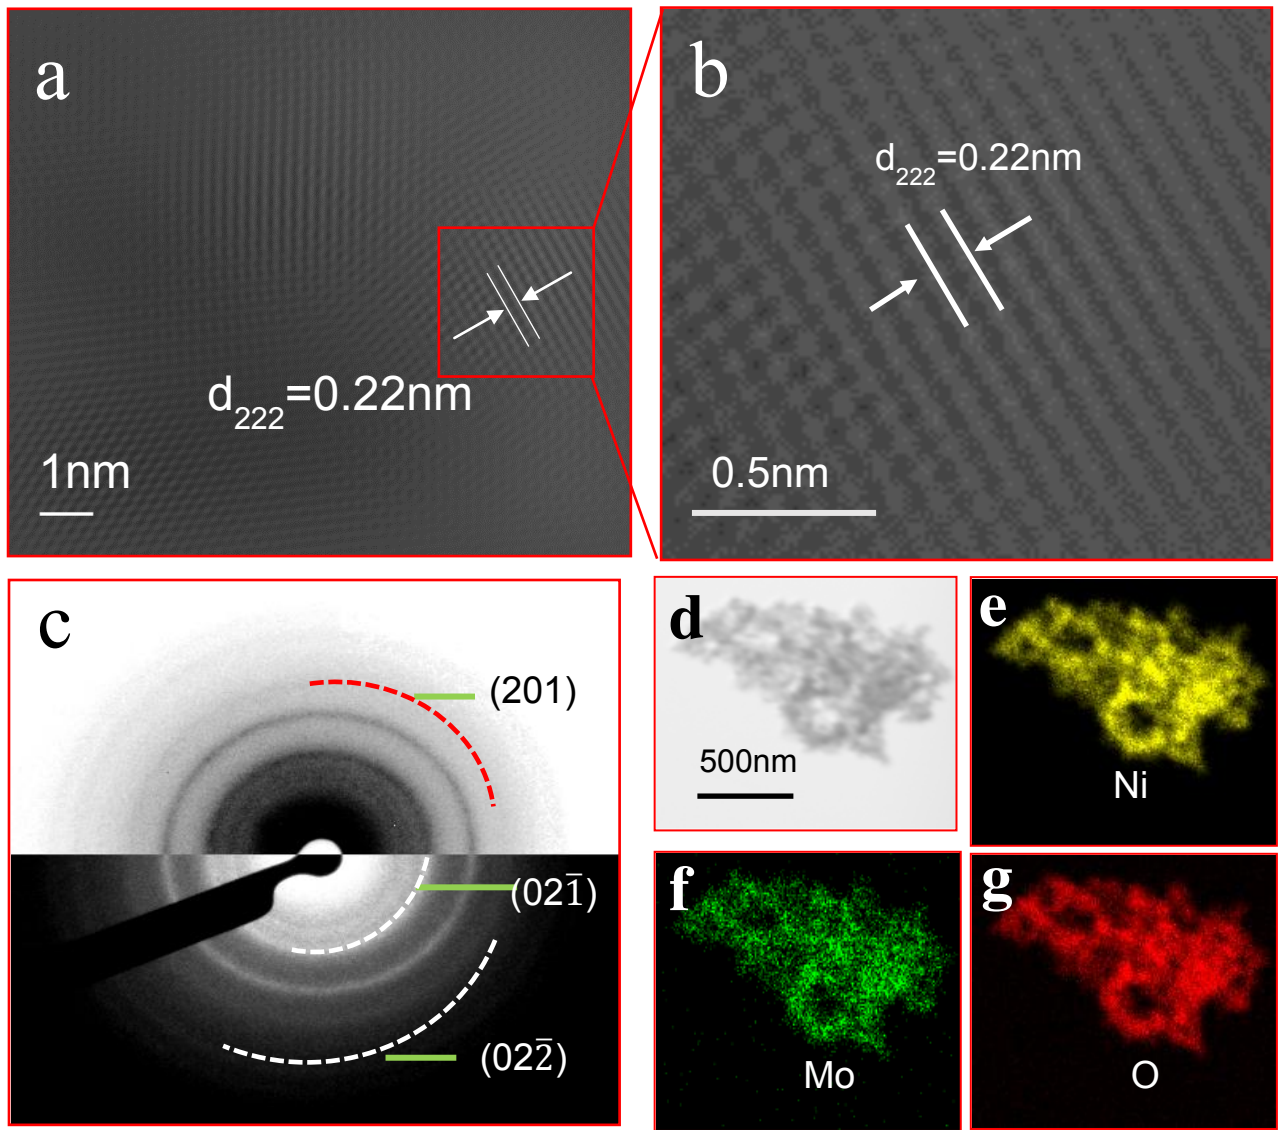 a
d₂₂₂=0.22nm
1nm
b
d₂₂₂=0.22nm
0.5nm
c
(201)
(021̅)
(022̅)
d
500nm
e
Ni
f
Mo
g
O